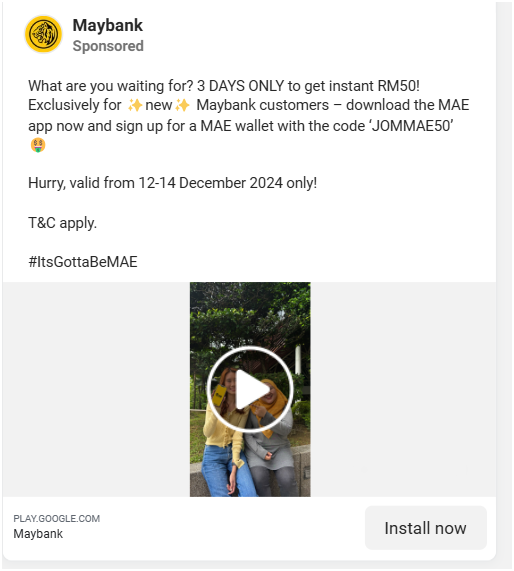 Maybank
Sponsored
What are you waiting for? 3 DAYS ONLY to get instant RM50!
Exclusively for ✨new✨ Maybank customers – download the MAE
app now and sign up for a MAE wallet with the code ‘JOMMAE50’
🤑
Hurry, valid from 12-14 December 2024 only!
T&C apply.
#ItsGottaBeMAE
PLAY.GOOGLE.COM
Maybank
Install now